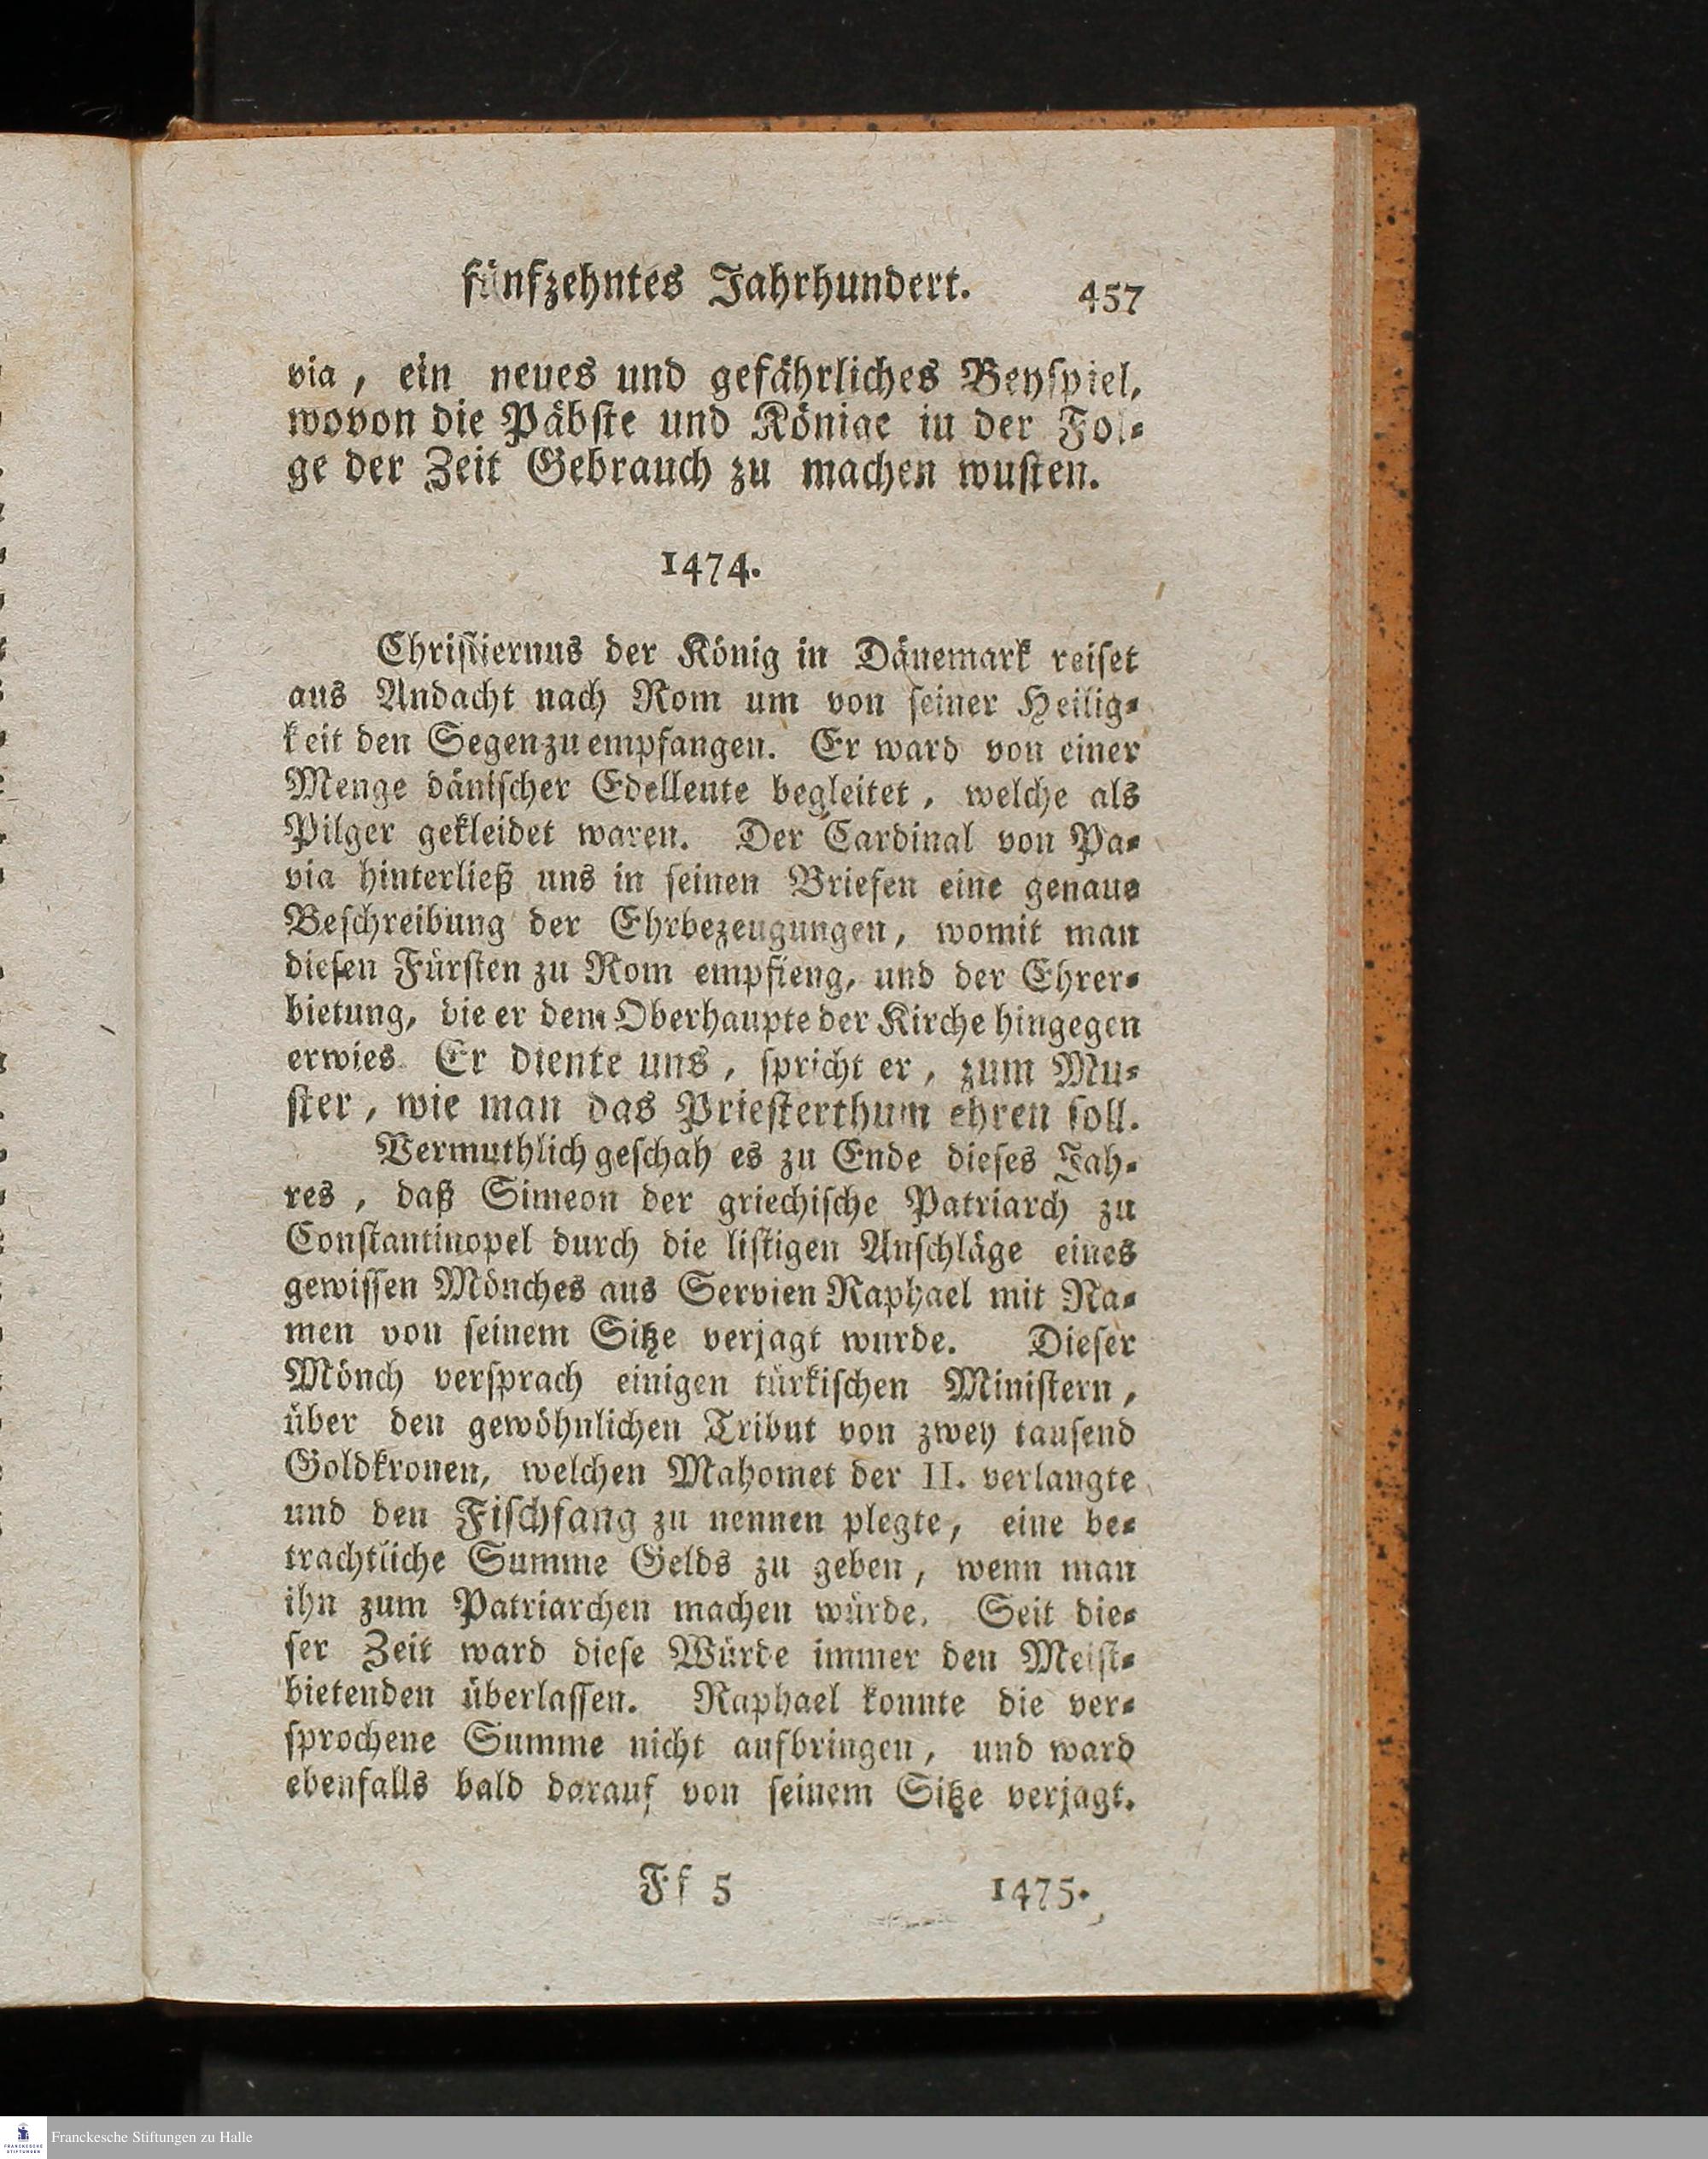 fünfzehntes Jahrhundert. 457
via, ein neues und gefährliches Beyspiel,
wovon die Päbste und Könige in der Fol-
ge der Zeit Gebrauch zu machen wusten.
1474.
Christiernus der König in Dänemark reiset
aus Andacht nach Rom um von seiner Heilig-
keit den Segen zu empfangen. Er ward von einer
Menge dänischer Edelleute begleitet, welche als
Pilger gekleidet waren. Der Cardinal von Pa-
via hinterließ uns in seinen Briefen eine genaue
Beschreibung der Ehrbezeugungen, womit man
diesen Fürsten zu Rom empfieng, und der Ehrer-
bietung, die er dem Oberhaupte der Kirche hingegen
erwies. Er diente uns, spricht er, zum Mu-
ster, wie man das Priesterthum ehren soll.
Vermuthlich geschah es zu Ende dieses Jah-
res, daß Simeon der griechische Patriarch zu
Constantinopel durch die listigen Anschläge eines
gewissen Mönches aus Servien Raphael mit Na-
men von seinem Sitze verjagt wurde. Dieser
Mönch versprach einigen türkischen Ministern,
über den gewöhnlichen Tribut von zwey tausend
Goldkronen, welchen Mahomet der II. verlangte
und den Fischfang zu nennen plegte, eine be-
trachtliche Summe Gelds zu geben, wenn man
ihn zum Patriarchen machen würde. Seit die-
ser Zeit ward diese Würde immer den Meist-
bietenden überlassen. Raphael konnte die ver-
sprochene Summe nicht aufbringen, und ward
ebenfalls bald darauf von seinem Sitze verjagt.
Ff 5 1475.
Franckesche Stiftungen zu Halle
FRANCKESCHE
STIFTUNGEN